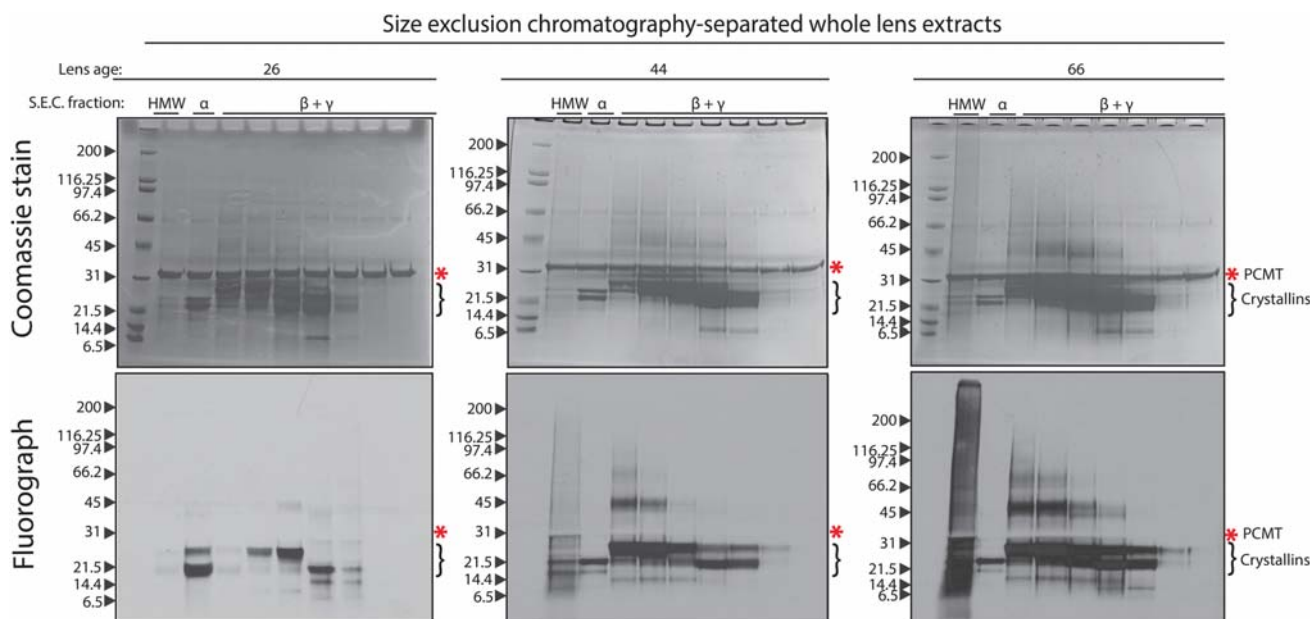 Size exclusion chromatography-separated whole lens extracts
Lens age: 26 44 66
S.E.C. fraction: HMW α β + γ HMW α β + γ HMW α β + γ
Coomassie stain
200 200 200
116.25 116.25 116.25
97.4 97.4 97.4
66.2 66.2 66.2
45 45 45
31 * 31 * 31 * PCMT
21.5 } 21.5 } 21.5 } Crystallins
14.4 14.4 14.4
6.5 6.5 6.5
Fluorograph
200 200 200
116.25 116.25 116.25
97.4 97.4 97.4
66.2 66.2 66.2
45 45 45
31 * 31 * 31 * PCMT
21.5 } 21.5 } 21.5 } Crystallins
14.4 14.4 14.4
6.5 6.5 6.5